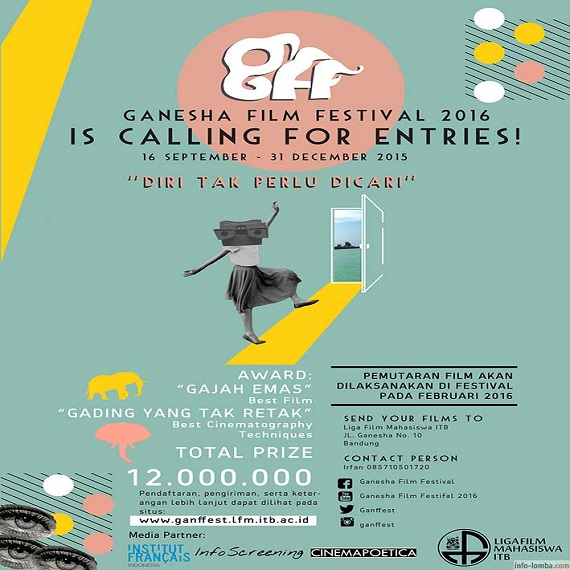 GFF
GANESHA FILM FESTIVAL 2016
IS CALLING FOR ENTRIES!
16 SEPTEMBER - 31 DECEMBER 2015
"DIRI TAK PERLU DICARI"
AWARD:
"GAJAH EMAS"
Best Film
"GADING YANG TAK RETAK"
Best Cinematography
Techniques
TOTAL PRIZE
12.000.000
Pendaftaran, pengiriman, serta keter-
angan lebih lanjut dapat dilihat pada
situs:
www.ganffest.lfm.itb.ac.id
Media Partner:
INSTITUT
FRANÇAIS
INDONESIA
InfoScreening
CINEMAPOETICA
PEMUTARAN FILM AKAN
DILAKSANAKAN DI FESTIVAL
PADA FEBRUARI 2016
SEND YOUR FILMS TO
Liga Film Mahasiswa ITB
JL. Ganesha No. 10
Bandung
CONTACT PERSON
Irfan 085710501720
Ganesha Film Festival
You Tube
Ganesha Film Festifal 2016
Ganffest
ganffest
LIGAFILM
MAHASISWA
ITB
info-lomba.com